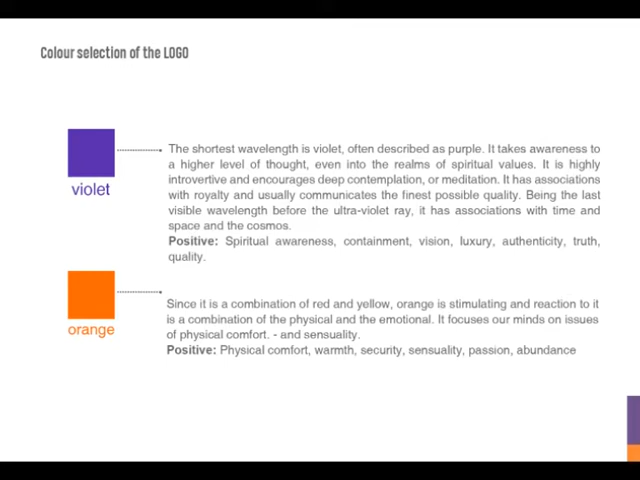 Colour selection of the LOGO
violet
The shortest wavelength is violet, often described as purple. It takes awareness to
a higher level of thought, even into the realms of spiritual values. It is highly
introvertive and encourages deep contemplation, or meditation. It has associations
with royalty and usually communicates the finest possible quality. Being the last
visible wavelength before the ultra-violet ray, it has associations with time and
space and the cosmos.
Positive: Spiritual awareness, containment, vision, luxury, authenticity, truth,
quality.
orange
Since it is a combination of red and yellow, orange is stimulating and reaction to it
is a combination of the physical and the emotional. It focuses our minds on issues
of physical comfort. - and sensuality.
Positive: Physical comfort, warmth, security, sensuality, passion, abundance